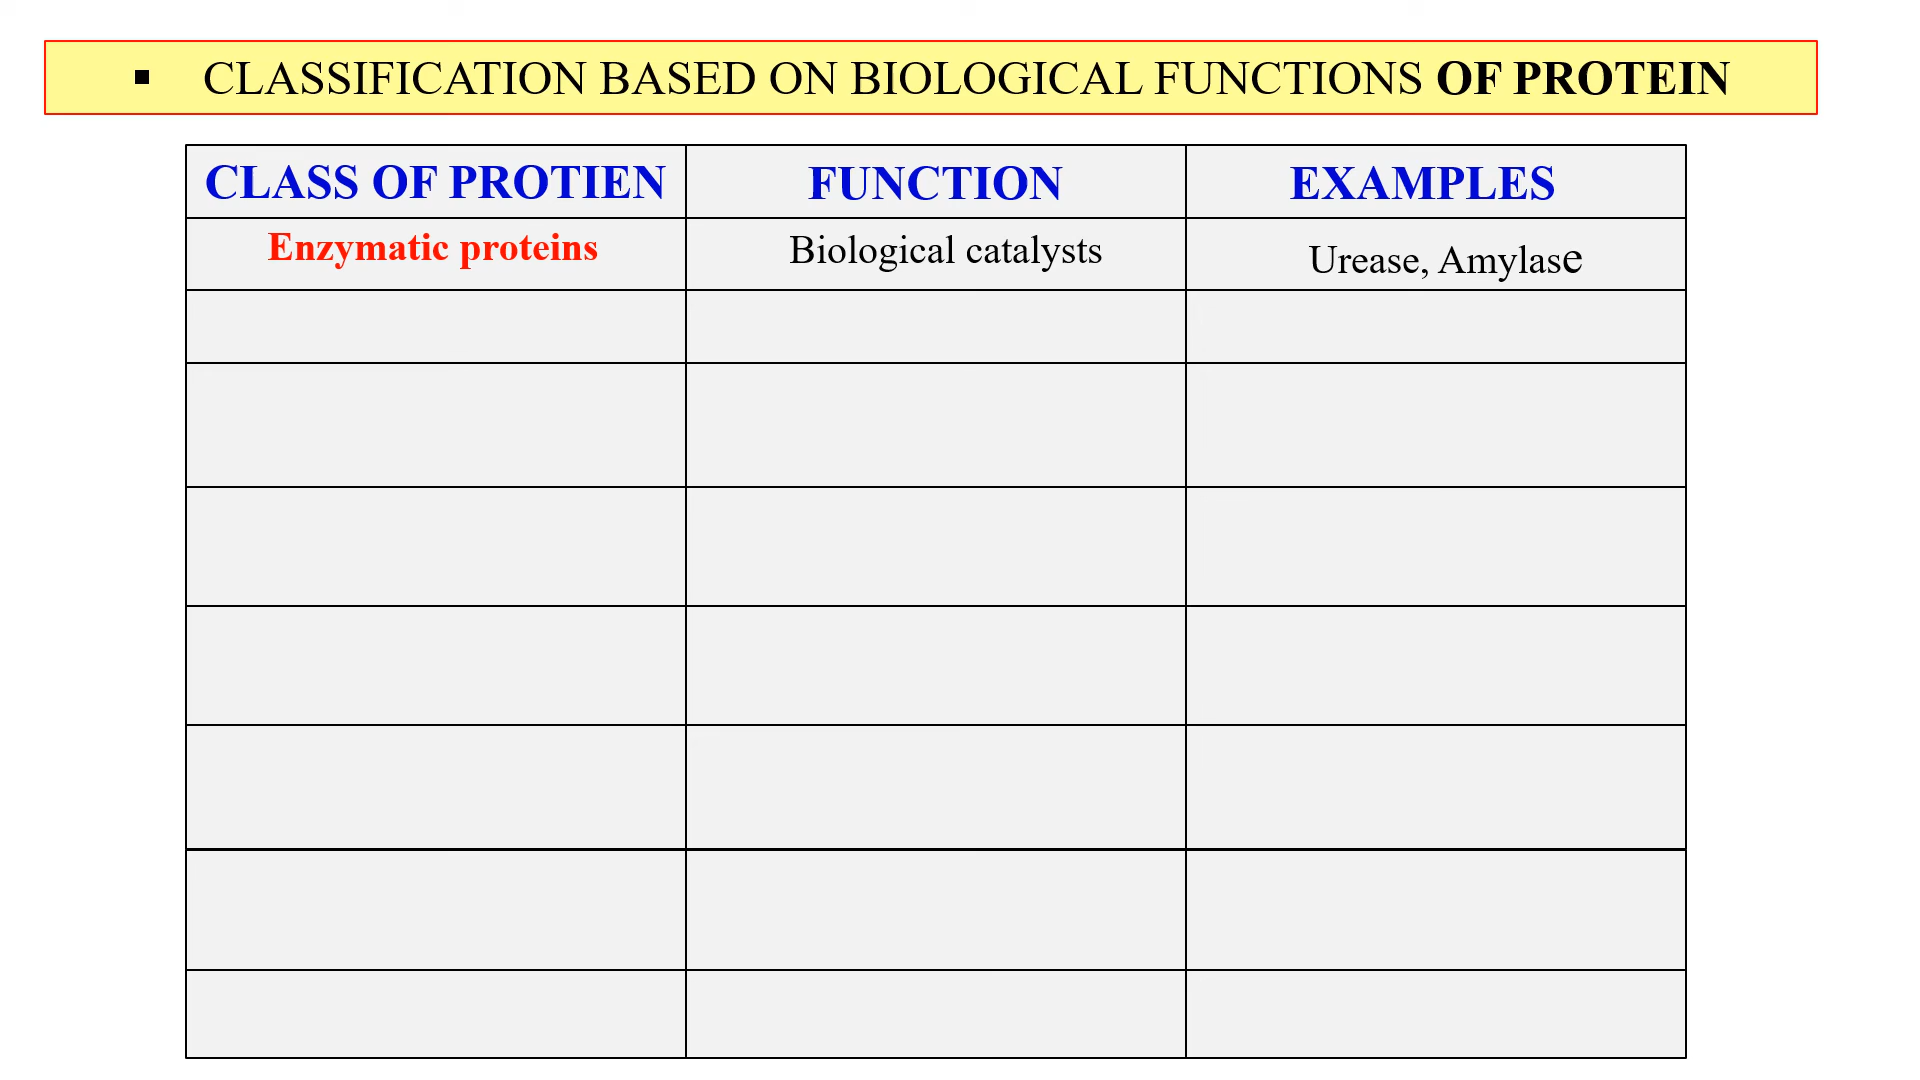 ▪ CLASSIFICATION BASED ON BIOLOGICAL FUNCTIONS OF PROTEIN
CLASS OF PROTIEN FUNCTION EXAMPLES
Enzymatic proteins Biological catalysts Urease, Amylase